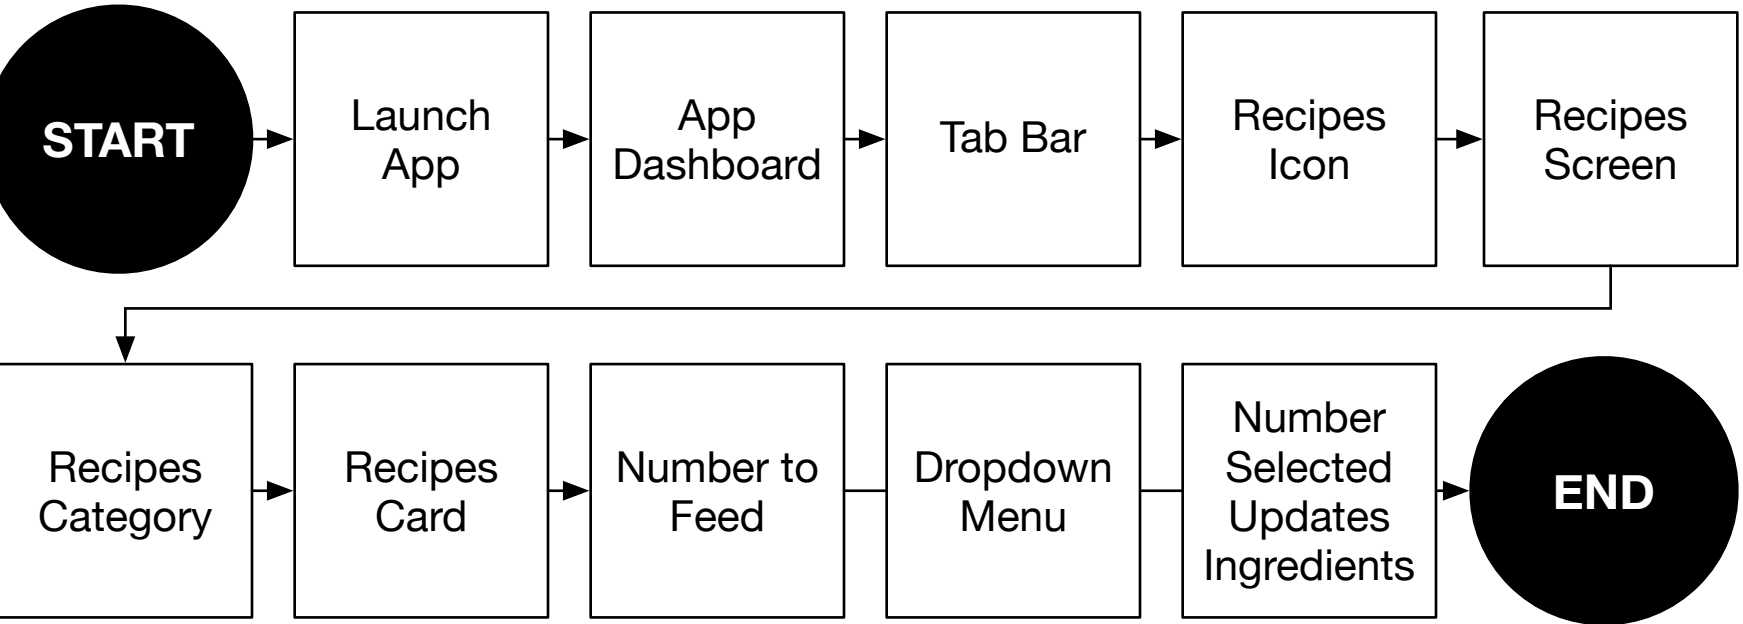 START
Launch
App
App
Dashboard
Tab Bar
Recipes
Icon
Recipes
Screen
Recipes
Category
Recipes
Card
Number to
Feed
Dropdown
Menu
Number
Selected
Updates
Ingredients
END